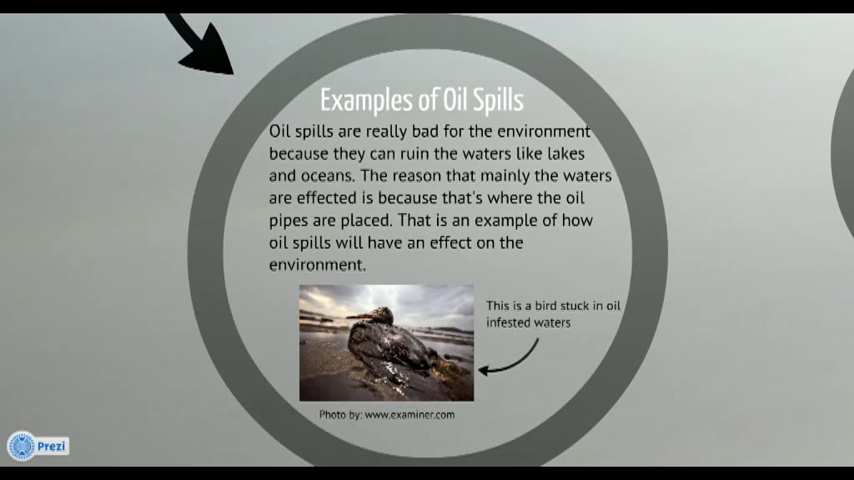 Examples of Oil Spills
Oil spills are really bad for the environment
because they can ruin the waters like lakes
and oceans. The reason that mainly the waters
are effected is because that's where the oil
pipes are placed. That is an example of how
oil spills will have an effect on the
environment.
This is a bird stuck in oil
infested waters
Photo by: www.examiner.com
Prezi